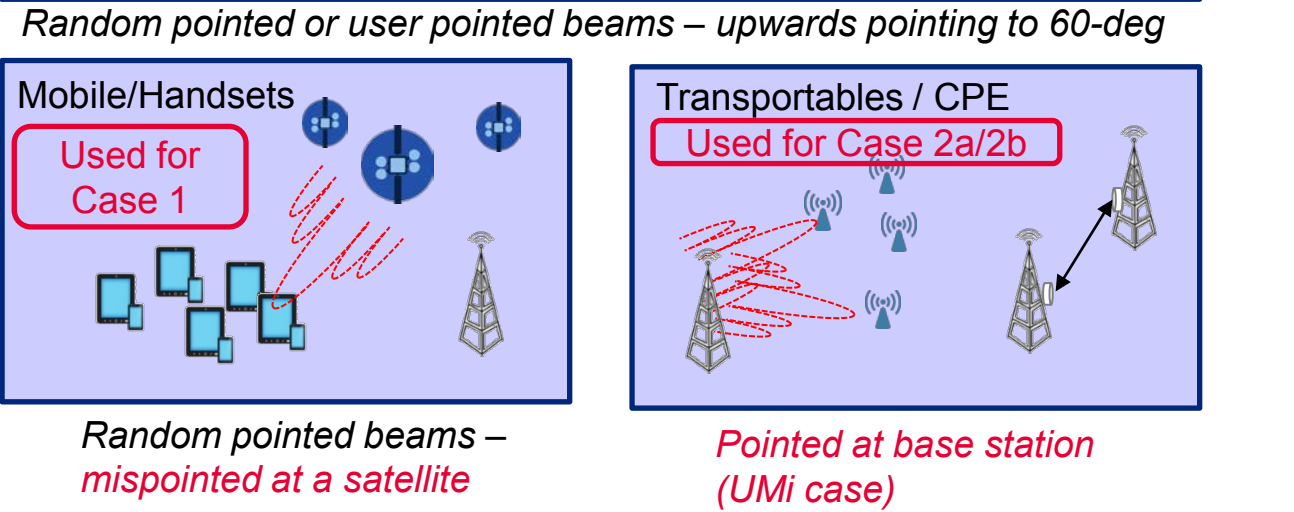 Random pointed or user pointed beams – upwards pointing to 60-deg
Mobile/Handsets
Used for
Case 1
Transportables / CPE
Used for Case 2a/2b
Random pointed beams –
mispointed at a satellite
Pointed at base station
(UMi case)